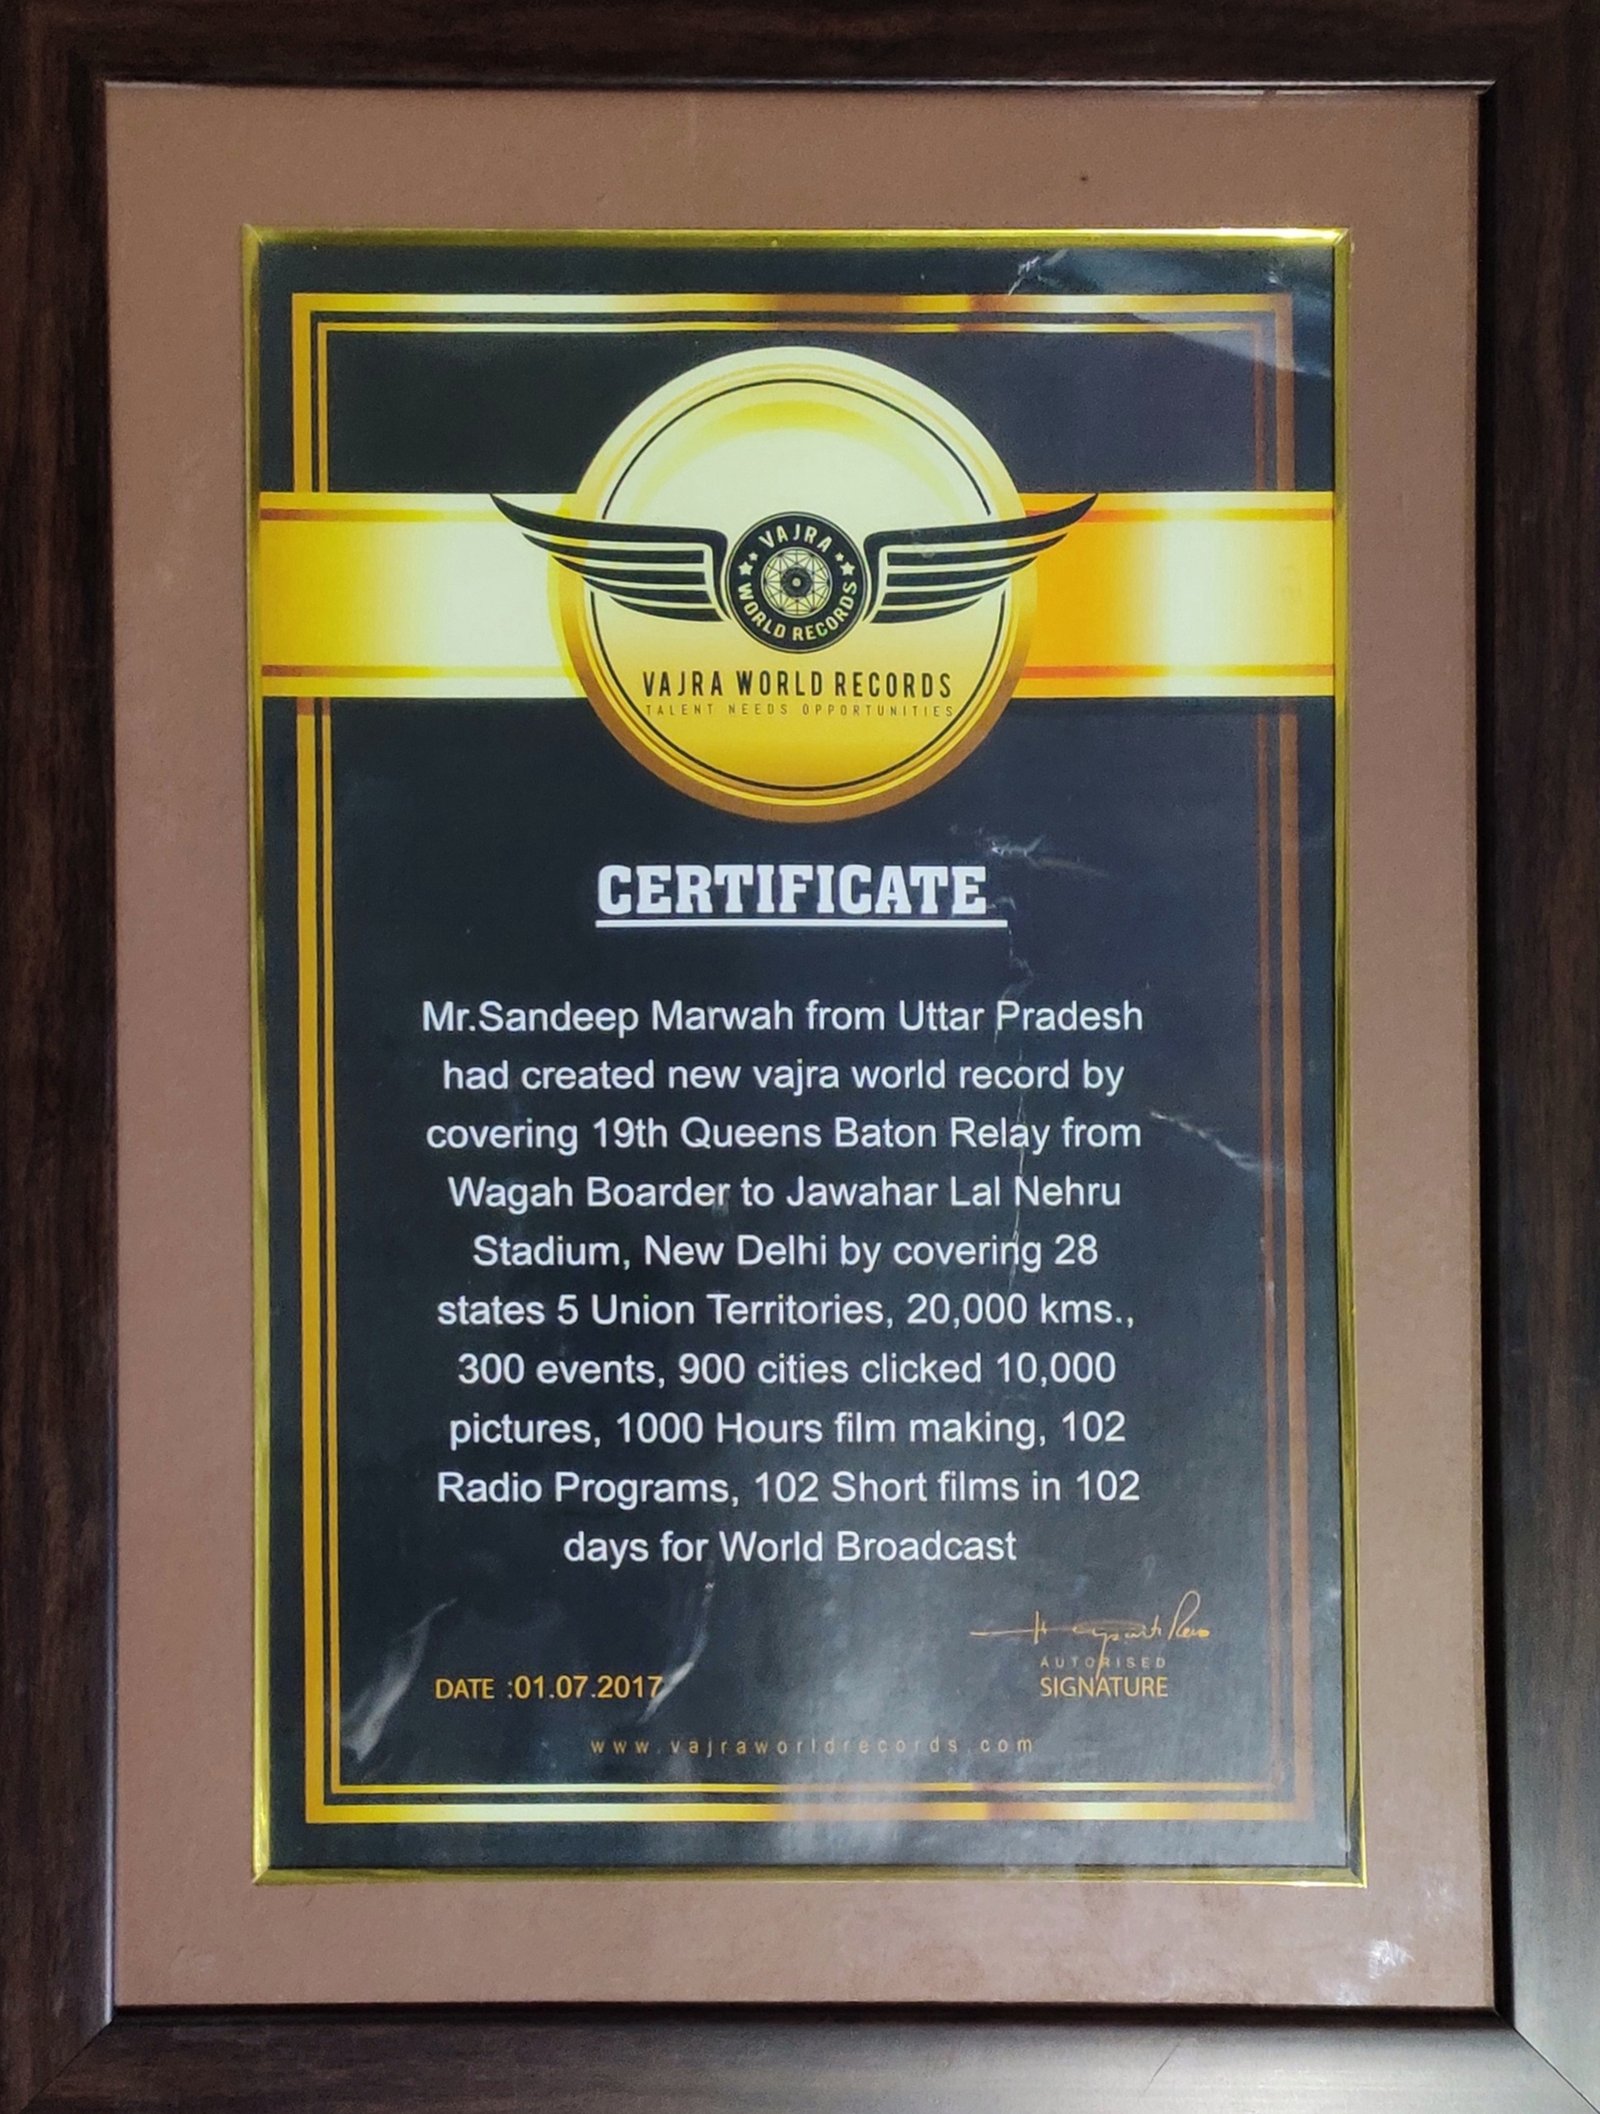 VAJRA
WORLD RECORDS
VAJRA WORLD RECORDS
TALENT NEEDS OPPORTUNITIES
CERTIFICATE
Mr.Sandeep Marwah from Uttar Pradesh
had created new vajra world record by
covering 19th Queens Baton Relay from
Wagah Boarder to Jawahar Lal Nehru
Stadium, New Delhi by covering 28
states 5 Union Territories, 20,000 kms.,
300 events, 900 cities clicked 10,000
pictures, 1000 Hours film making, 102
Radio Programs, 102 Short films in 102
days for World Broadcast
AUTORISED
DATE :01.07.2017 SIGNATURE
www.vajraworldrecords.com